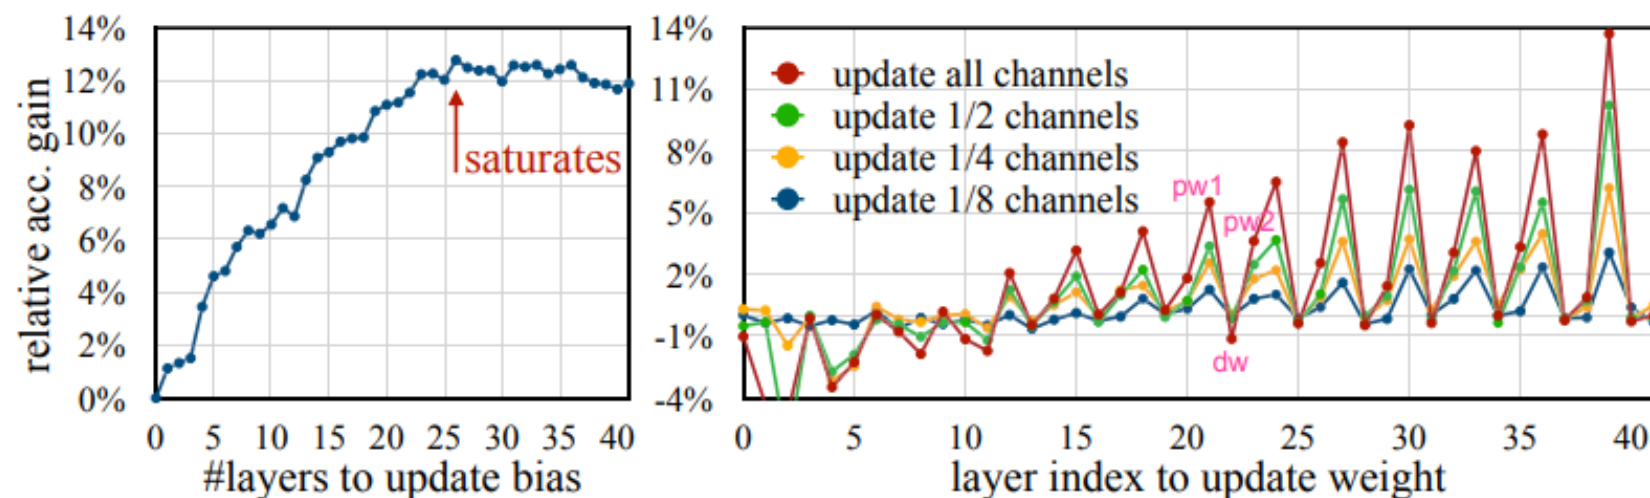 relative acc. gain
14%
12%
10%
8%
6%
4%
2%
0%
saturates
0 5 10 15 20 25 30 35 40
#layers to update bias
14%
11%
8%
5%
2%
-1%
-4%
update all channels
update 1/2 channels
update 1/4 channels
update 1/8 channels
pw1
pw2
dw
0 5 10 15 20 25 30 35 40
layer index to update weight